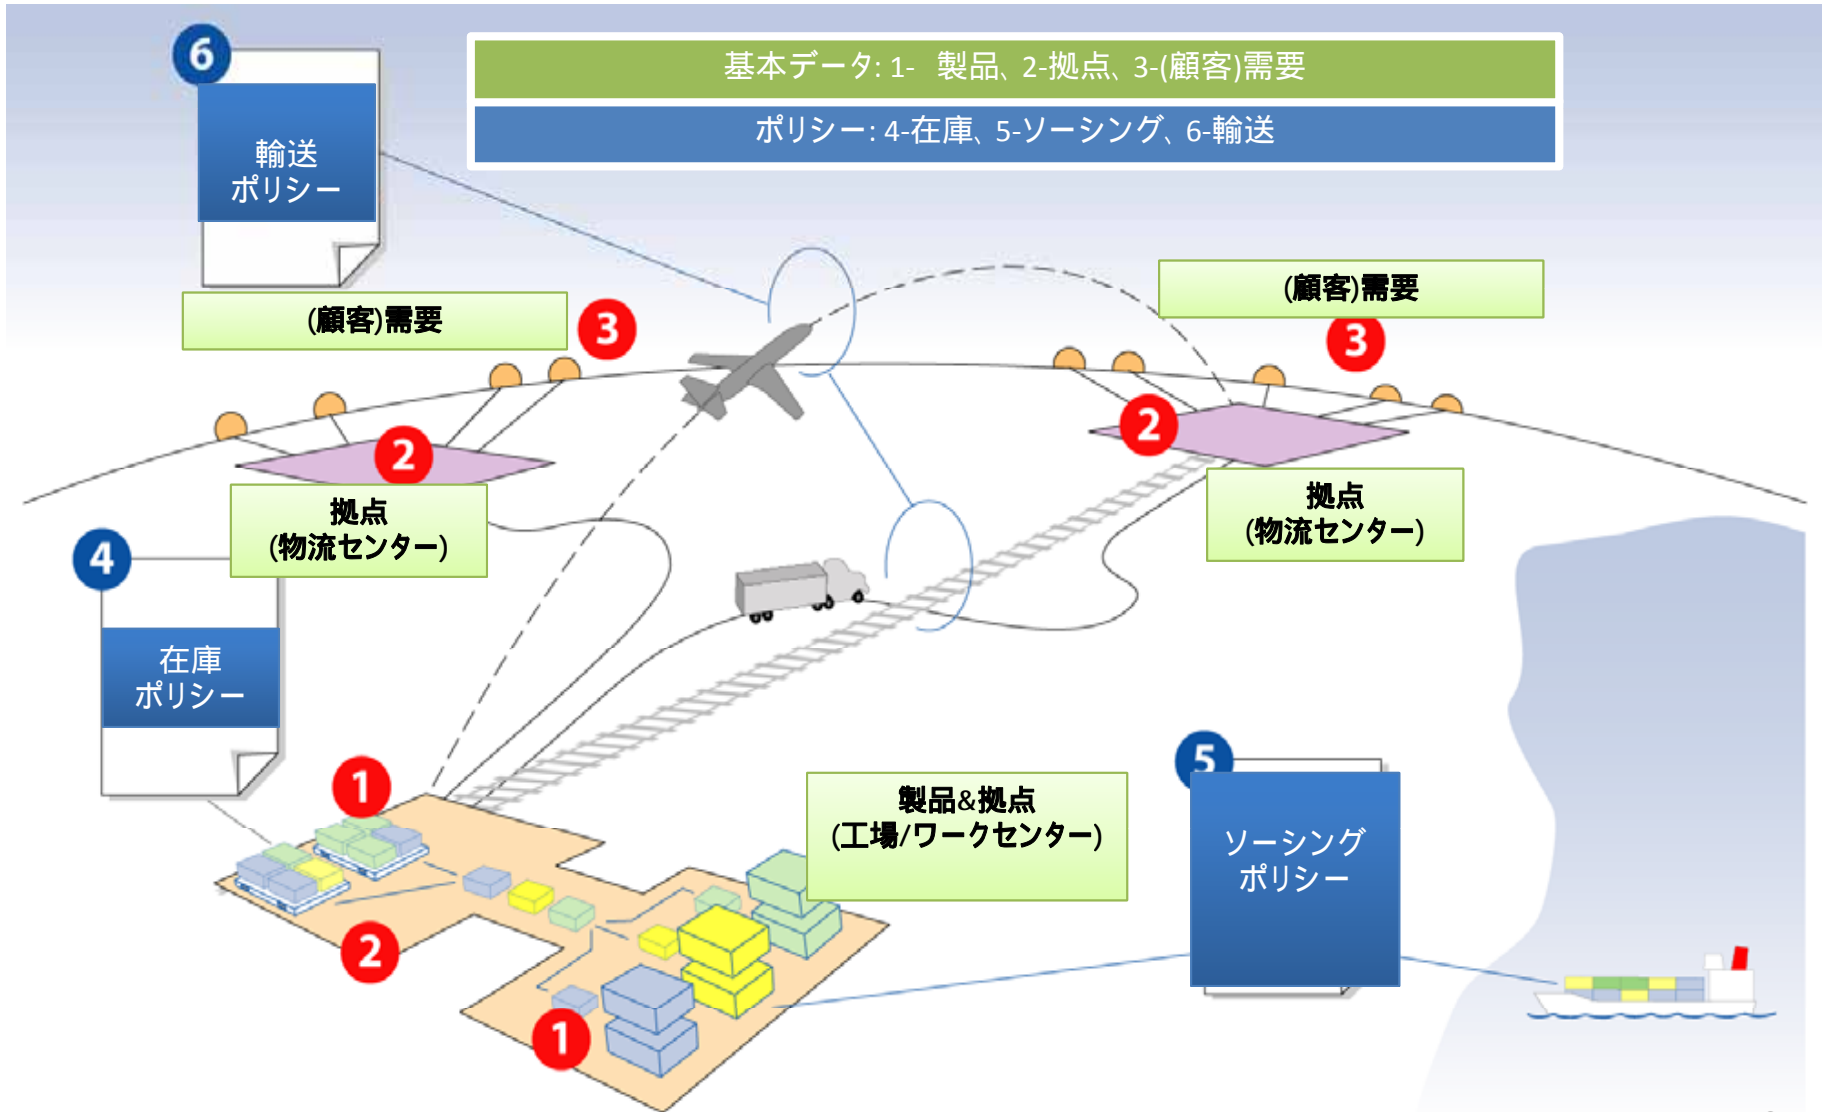 6
基本データ: 1- 製品、2-拠点、3-(顧客)需要
ポリシー: 4-在庫、5-ソーシング、6-輸送
輸送
ポリシー
(顧客)需要
3
(顧客)需要
3
2
2
拠点
(物流センター)
拠点
(物流センター)
4
在庫
ポリシー
1
製品&拠点
(工場/ワークセンター)
5
ソーシング
ポリシー
2
1